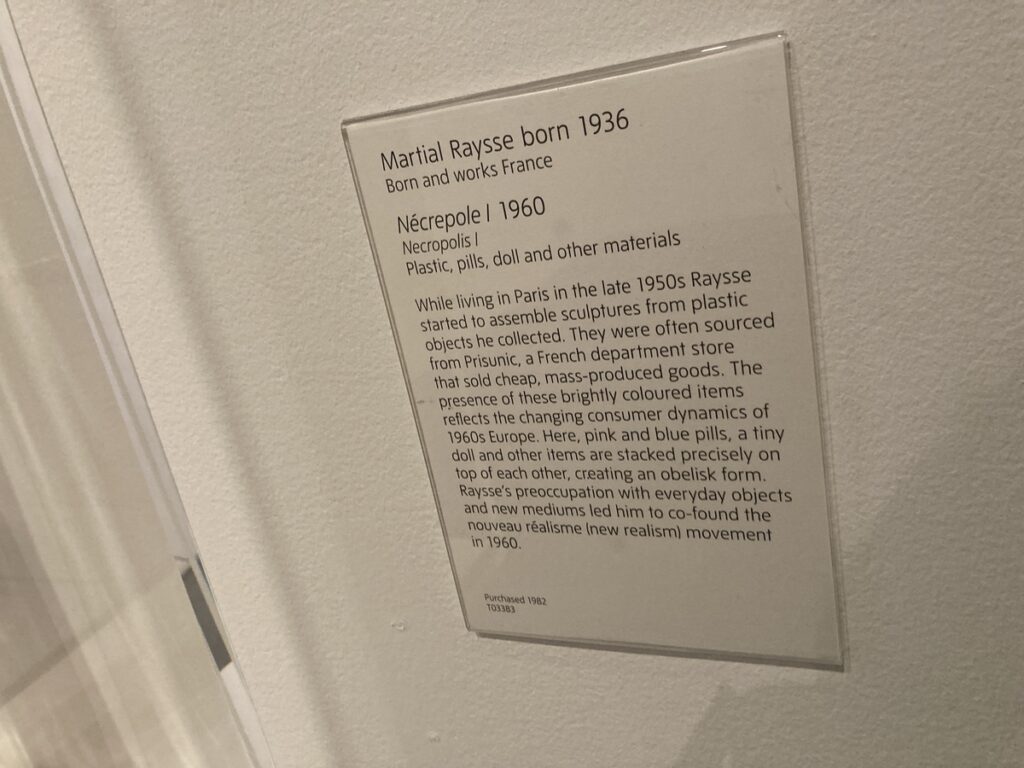 Martial Raysse born 1936
Born and works France
Nécrepole I 1960
Necropolis I
Plastic, pills, doll and other materials
While living in Paris in the late 1950s Raysse
started to assemble sculptures from plastic
objects he collected. They were often sourced
from Prisunic, a French department store
that sold cheap, mass-produced goods. The
presence of these brightly coloured items
reflects the changing consumer dynamics of
1960s Europe. Here, pink and blue pills, a tiny
doll and other items are stacked precisely on
top of each other, creating an obelisk form.
Raysse's preoccupation with everyday objects
and new mediums led him to co-found the
nouveau réalisme (new realism) movement
in 1960.
Purchased 1982
T03383